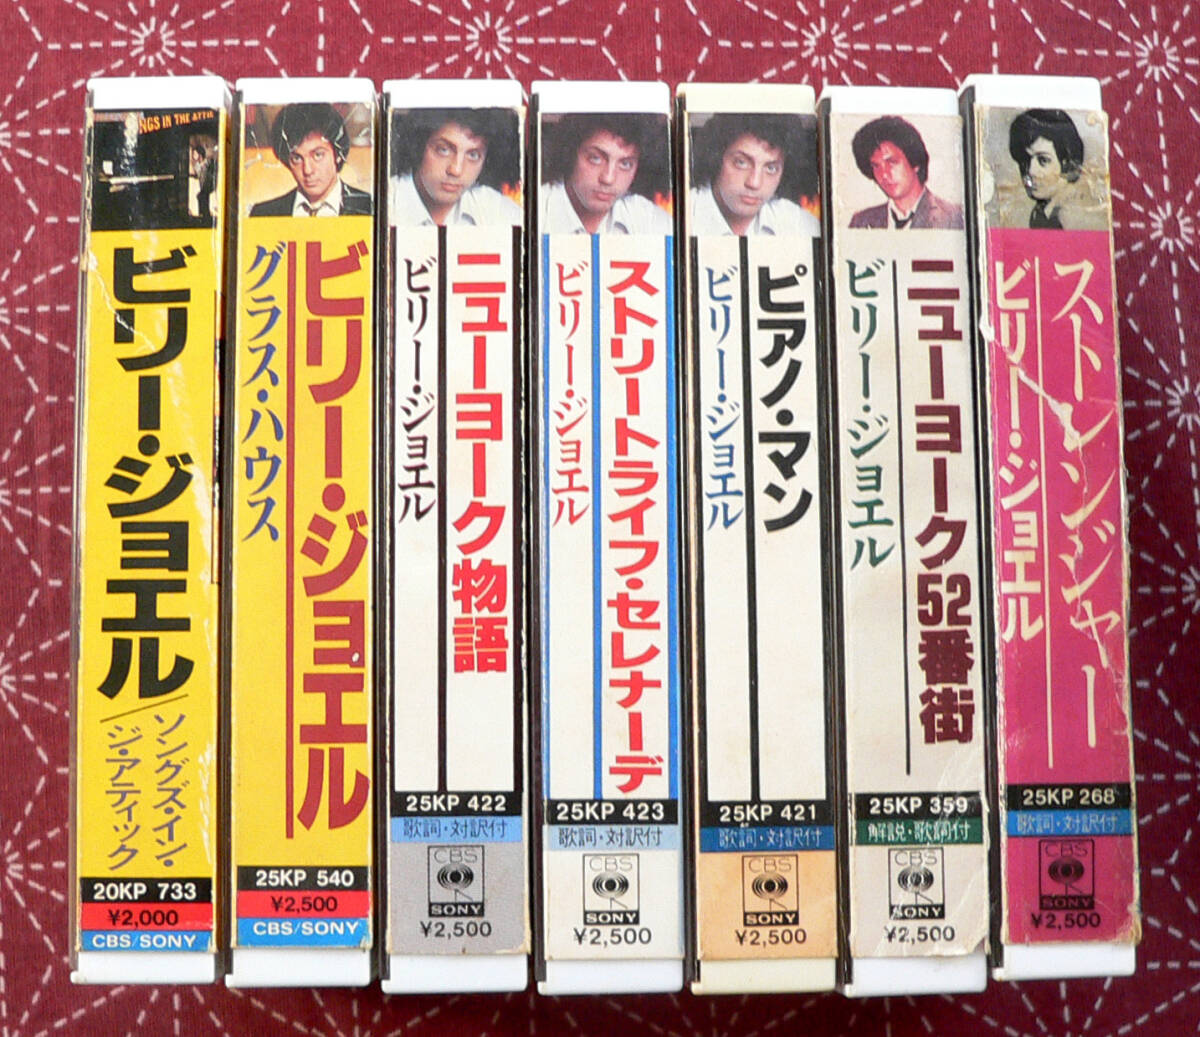 NGS IN THE ATTIC
ビリー・ジョエル
ソングズ・イン・
ジ・アティック
20KP 733
¥2,000
CBS/SONY
ビリー・ジョエル
グラス・ハウス
25KP 540
¥2,500
CBS/SONY
ニューヨーク物語
ビリー・ジョエル
25KP 422
歌詞・対訳付
CBS
SONY
¥2,500
ストリートライフ・セレナーデ
ビリー・ジョエル
25KP 423
歌詞・対訳付
CBS
SONY
¥2,500
ピアノ・マン
ビリー・ジョエル
25KP 421
歌詞・対訳付
CBS
SONY
¥2,500
ニューヨーク52番街
ビリー・ジョエル
25KP 359
解説・歌詞付
CBS
SONY
¥2,500
ストレンジャー
ビリー・ジョエル
25KP 268
歌詞・対訳付
CBS
SONY
¥2,500